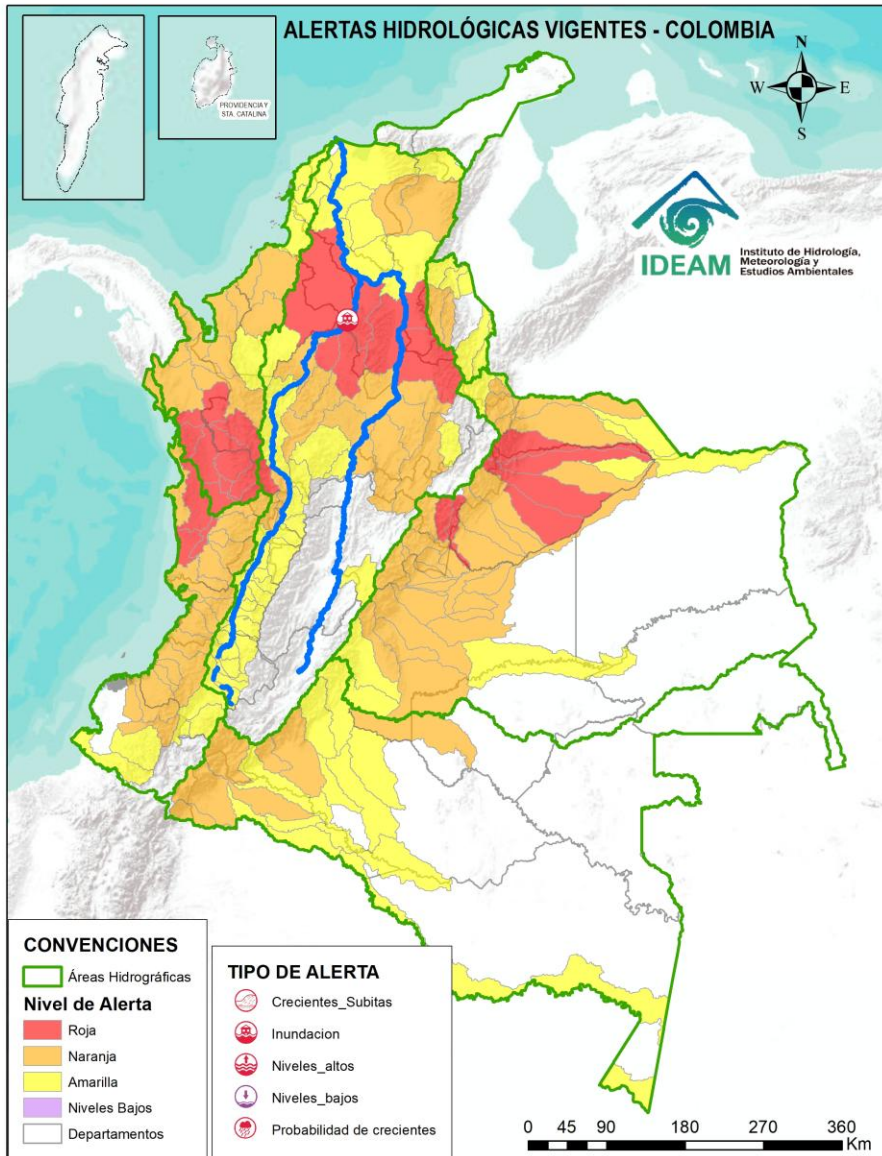 ALERTAS HIDROLÓGICAS VIGENTES - COLOMBIA
PROVIDENCIA Y
STA. CATALINA
N
W
E
S
IDEAM
Instituto de Hidrología,
Meteorología y
Estudios Ambientales
CONVENCIONES
Áreas Hidrográficas
Nivel de Alerta
Roja
Naranja
Amarilla
Niveles Bajos
Departamentos
TIPO DE ALERTA
Crecientes_Subitas
Inundacion
Niveles_altos
Niveles_bajos
Probabilidad de crecientes
0 45 90 180 270 360
Km